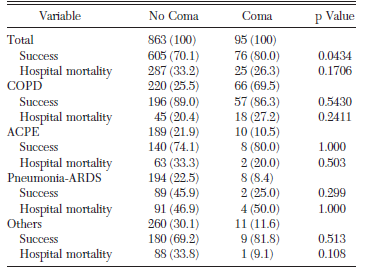 Variable No Coma Coma p Value
Total 863 (100) 95 (100)
Success 605 (70.1) 76 (80.0) 0.0434
Hospital mortality 287 (33.2) 25 (26.3) 0.1706
COPD 220 (25.5) 66 (69.5)
Success 196 (89.0) 57 (86.3) 0.5430
Hospital mortality 45 (20.4) 18 (27.2) 0.2411
ACPE 189 (21.9) 10 (10.5)
Success 140 (74.1) 8 (80.0) 1.000
Hospital mortality 63 (33.3) 2 (20.0) 0.503
Pneumonia-ARDS 194 (22.5) 8 (8.4)
Success 89 (45.9) 2 (25.0) 0.299
Hospital mortality 91 (46.9) 4 (50.0) 1.000
Others 260 (30.1) 11 (11.6)
Success 180 (69.2) 9 (81.8) 0.513
Hospital mortality 88 (33.8) 1 (9.1) 0.108